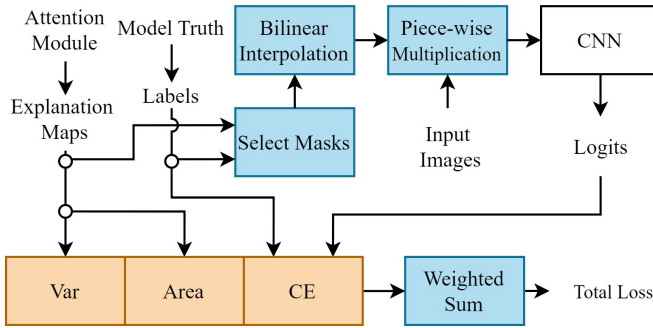 Attention
Module
Model Truth
Bilinear
Interpolation
Piece-wise
Multiplication
CNN
Explanation
Maps
Labels
Select Masks
Input
Images
Logits
Var
Area
CE
Weighted
Sum
Total Loss